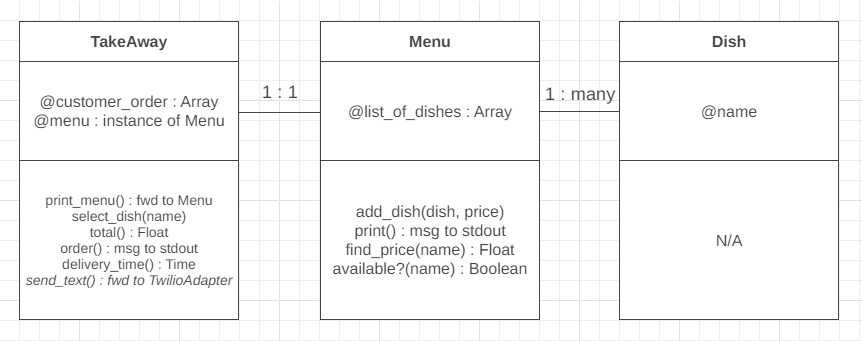 TakeAway
@customer_order : Array
@menu : instance of Menu
print_menu() : fwd to Menu
select_dish(name)
total() : Float
order() : msg to stdout
delivery_time() : Time
send_text() : fwd to TwilioAdapter
1 : 1
Menu
@list_of_dishes : Array
add_dish(dish, price)
print() : msg to stdout
find_price(name) : Float
available?(name) : Boolean
1 : many
Dish
@name
N/A